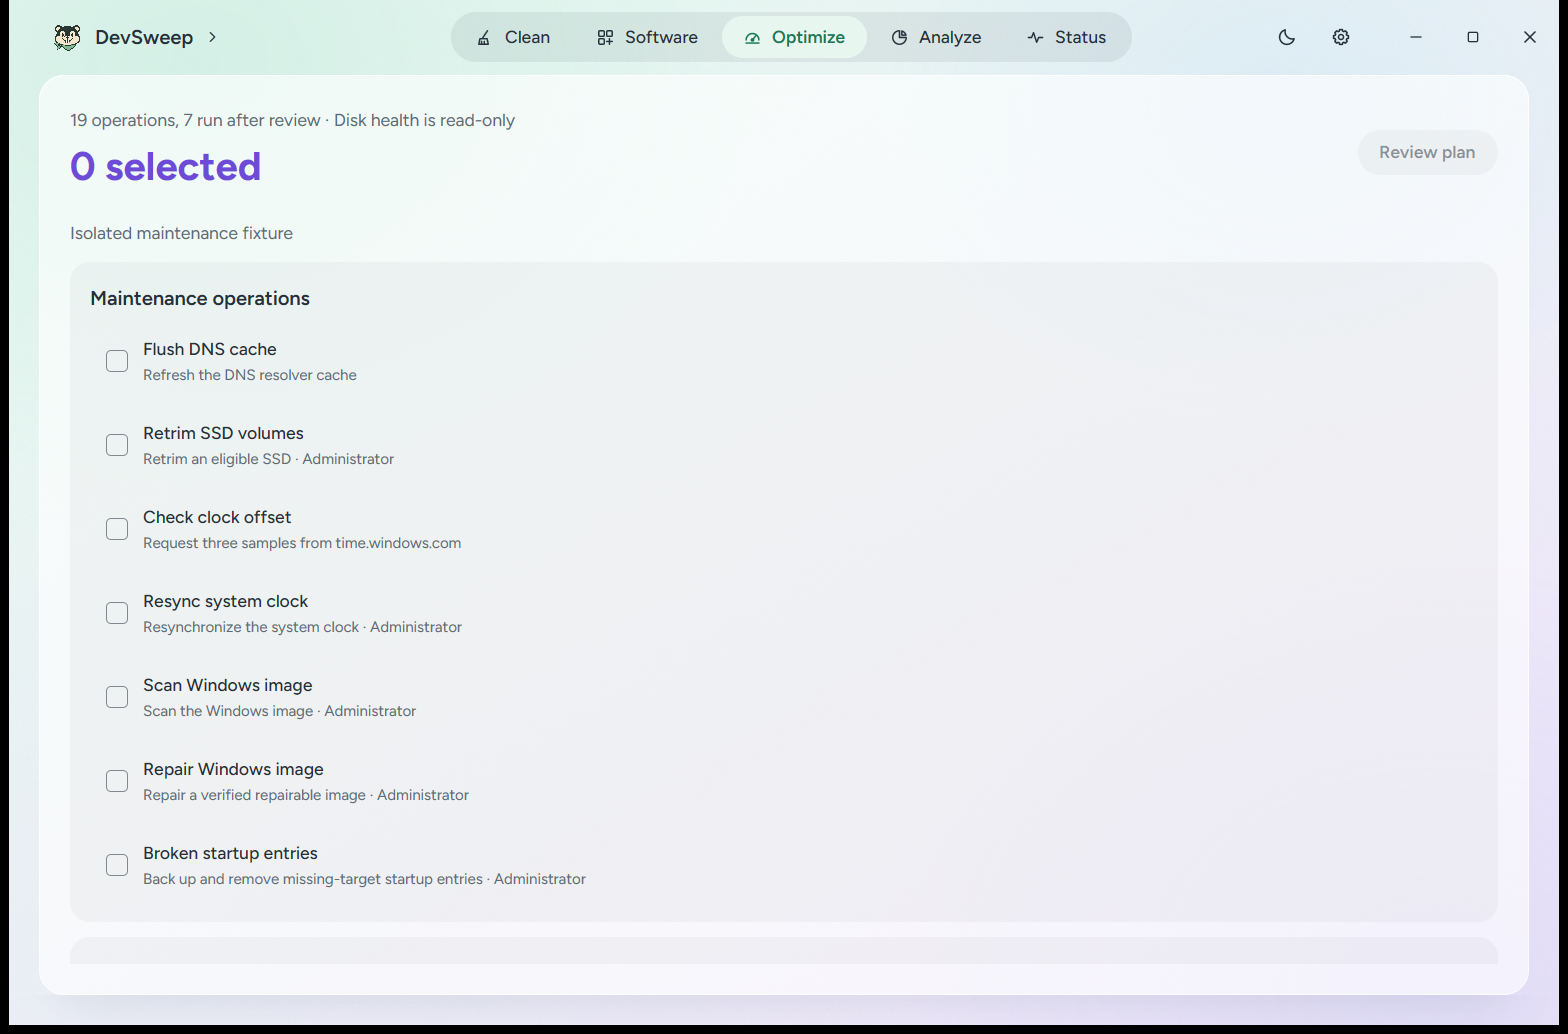 DevSweep
Clean
Software
Optimize
Analyze
Status
19 operations, 7 run after review · Disk health is read-only
0 selected
Review plan
Isolated maintenance fixture
Maintenance operations
Flush DNS cache
Refresh the DNS resolver cache
Retrim SSD volumes
Retrim an eligible SSD · Administrator
Check clock offset
Request three samples from time.windows.com
Resync system clock
Resynchronize the system clock · Administrator
Scan Windows image
Scan the Windows image · Administrator
Repair Windows image
Repair a verified repairable image · Administrator
Broken startup entries
Back up and remove missing-target startup entries · Administrator